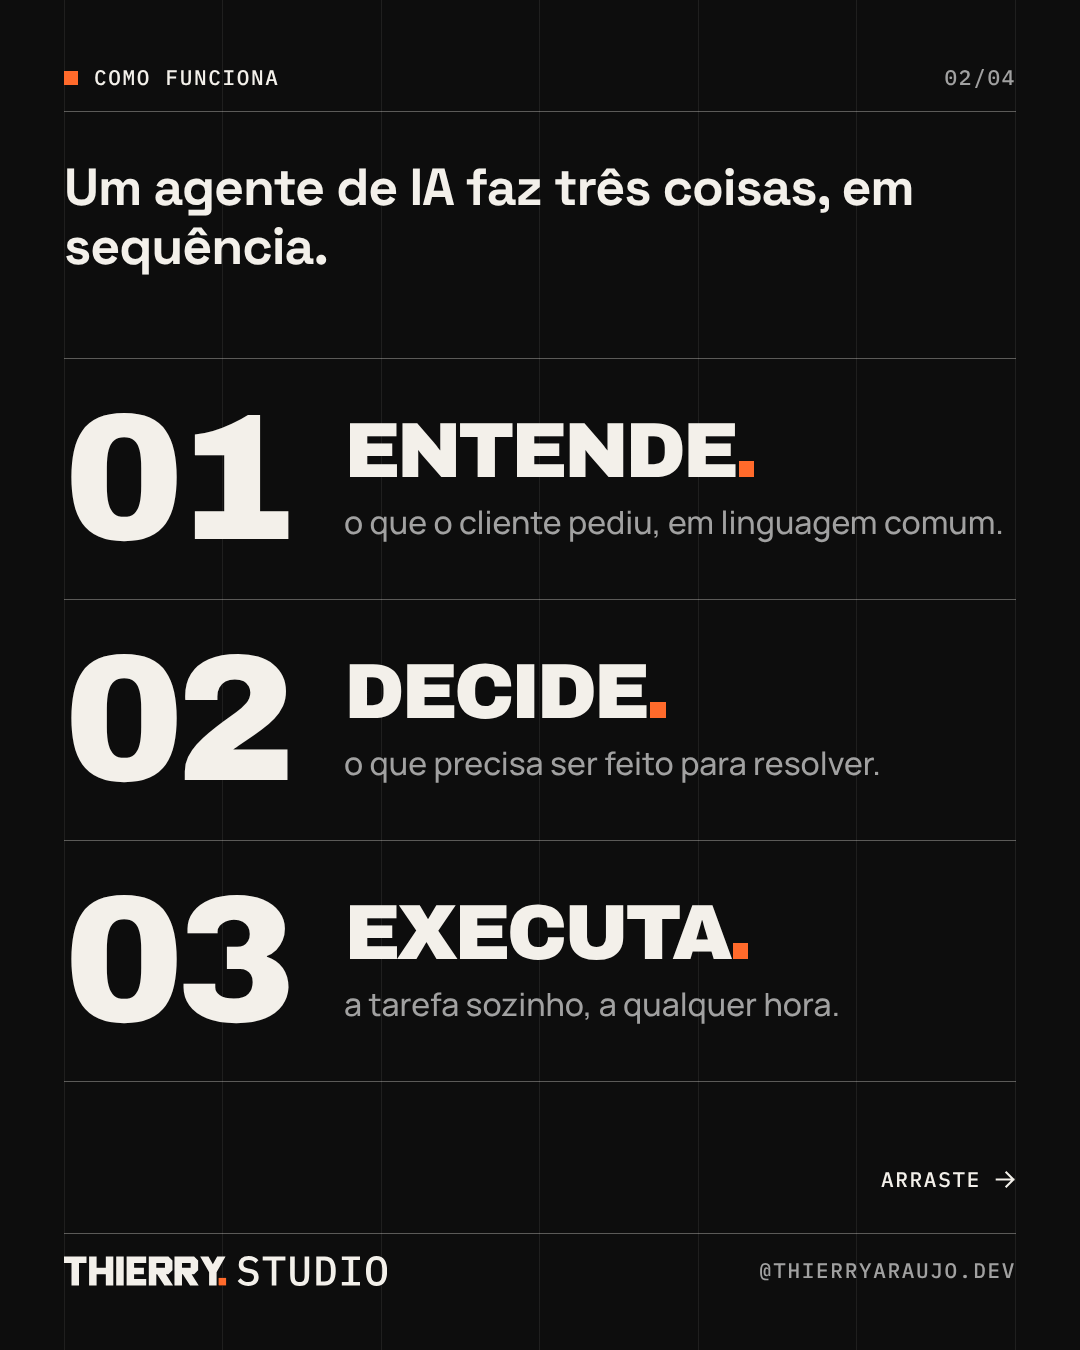 COMO FUNCIONA
02/04
Um agente de IA faz três coisas, em
sequência.
01
ENTENDE.
o que o cliente pediu, em linguagem comum.
02
DECIDE.
o que precisa ser feito para resolver.
03
EXECUTA.
a tarefa sozinho, a qualquer hora.
ARRASTE →
THIERRY. STUDIO
@THIERRYARAUJO.DEV